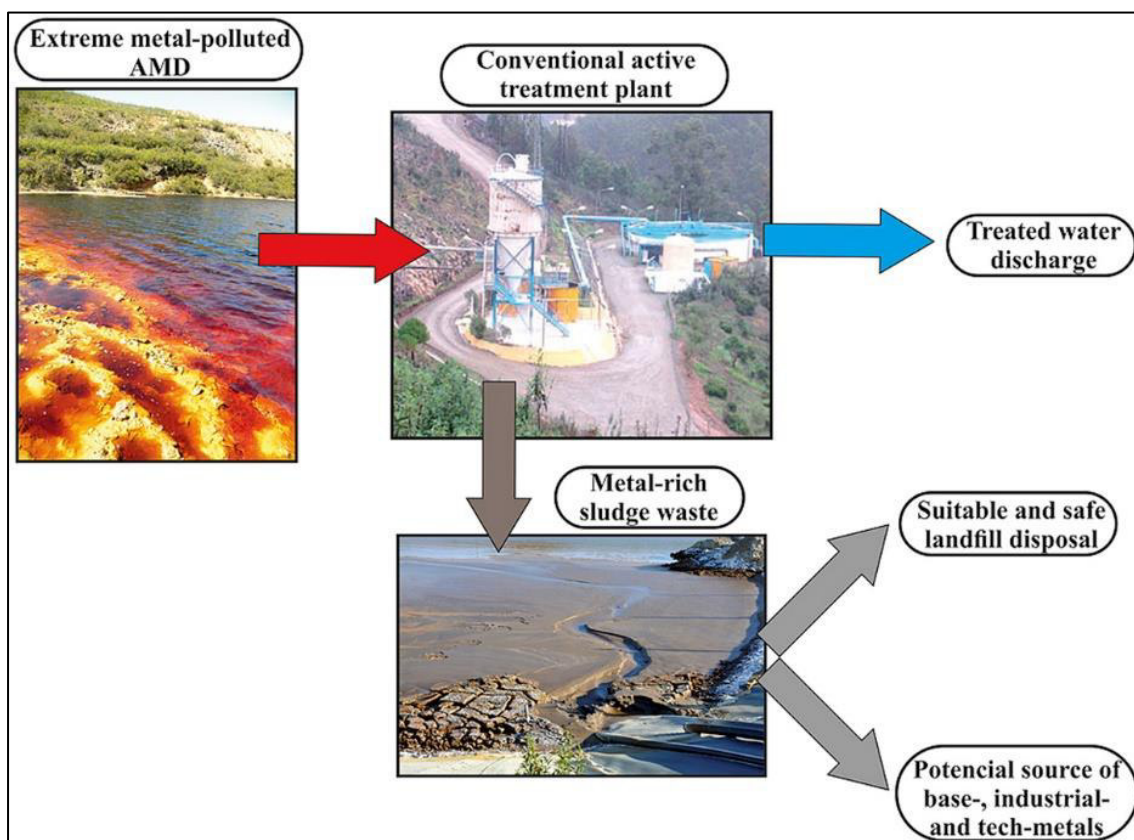 Extreme metal-polluted
AMD
Conventional active
treatment plant
Treated water
discharge
Metal-rich
sludge waste
Suitable and safe
landfill disposal
Potencial source of
base-, industrial-
and tech-metals